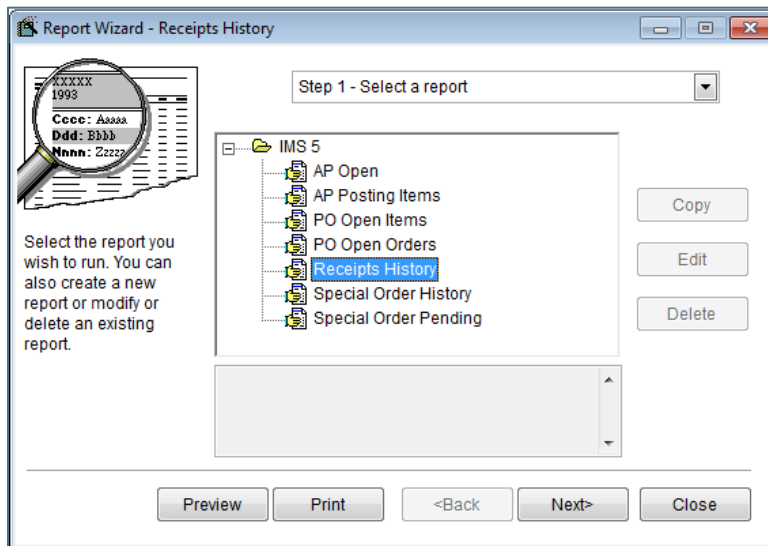 Report Wizard - Receipts History
XXXXX
1993
Cccc: Aaaaa
Ddd: Bbbb
Nnnn: Zzzzz
Step 1 - Select a report
IMS 5
AP Open
AP Posting Items
PO Open Items
PO Open Orders
Receipts History
Special Order History
Special Order Pending
Select the report you
wish to run. You can
also create a new
report or modify or
delete an existing
report.
Copy
Edit
Delete
Preview
Print
<Back
Next>
Close